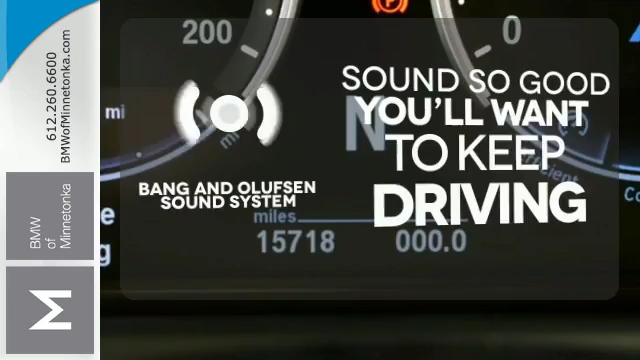 612.260.6600
BMWofMinnetonka.com
BMW
of
Minnetonka
M
200
0
mi
N
SOUND SO GOOD
YOU'LL WANT
TO KEEP
DRIVING
BANG AND OLUFSEN
SOUND SYSTEM
miles
15718
000.0